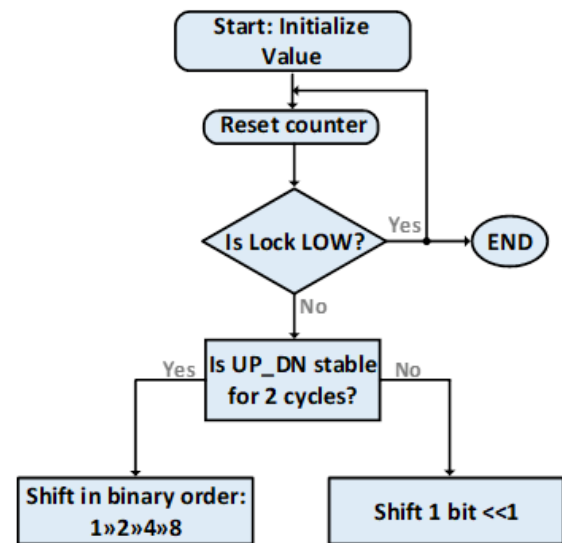 Start: Initialize
Value
Reset counter
Is Lock LOW?
Yes
END
No
Is UP_DN stable
for 2 cycles?
Yes
No
Shift in binary order:
1»2»4»8
Shift 1 bit <<1